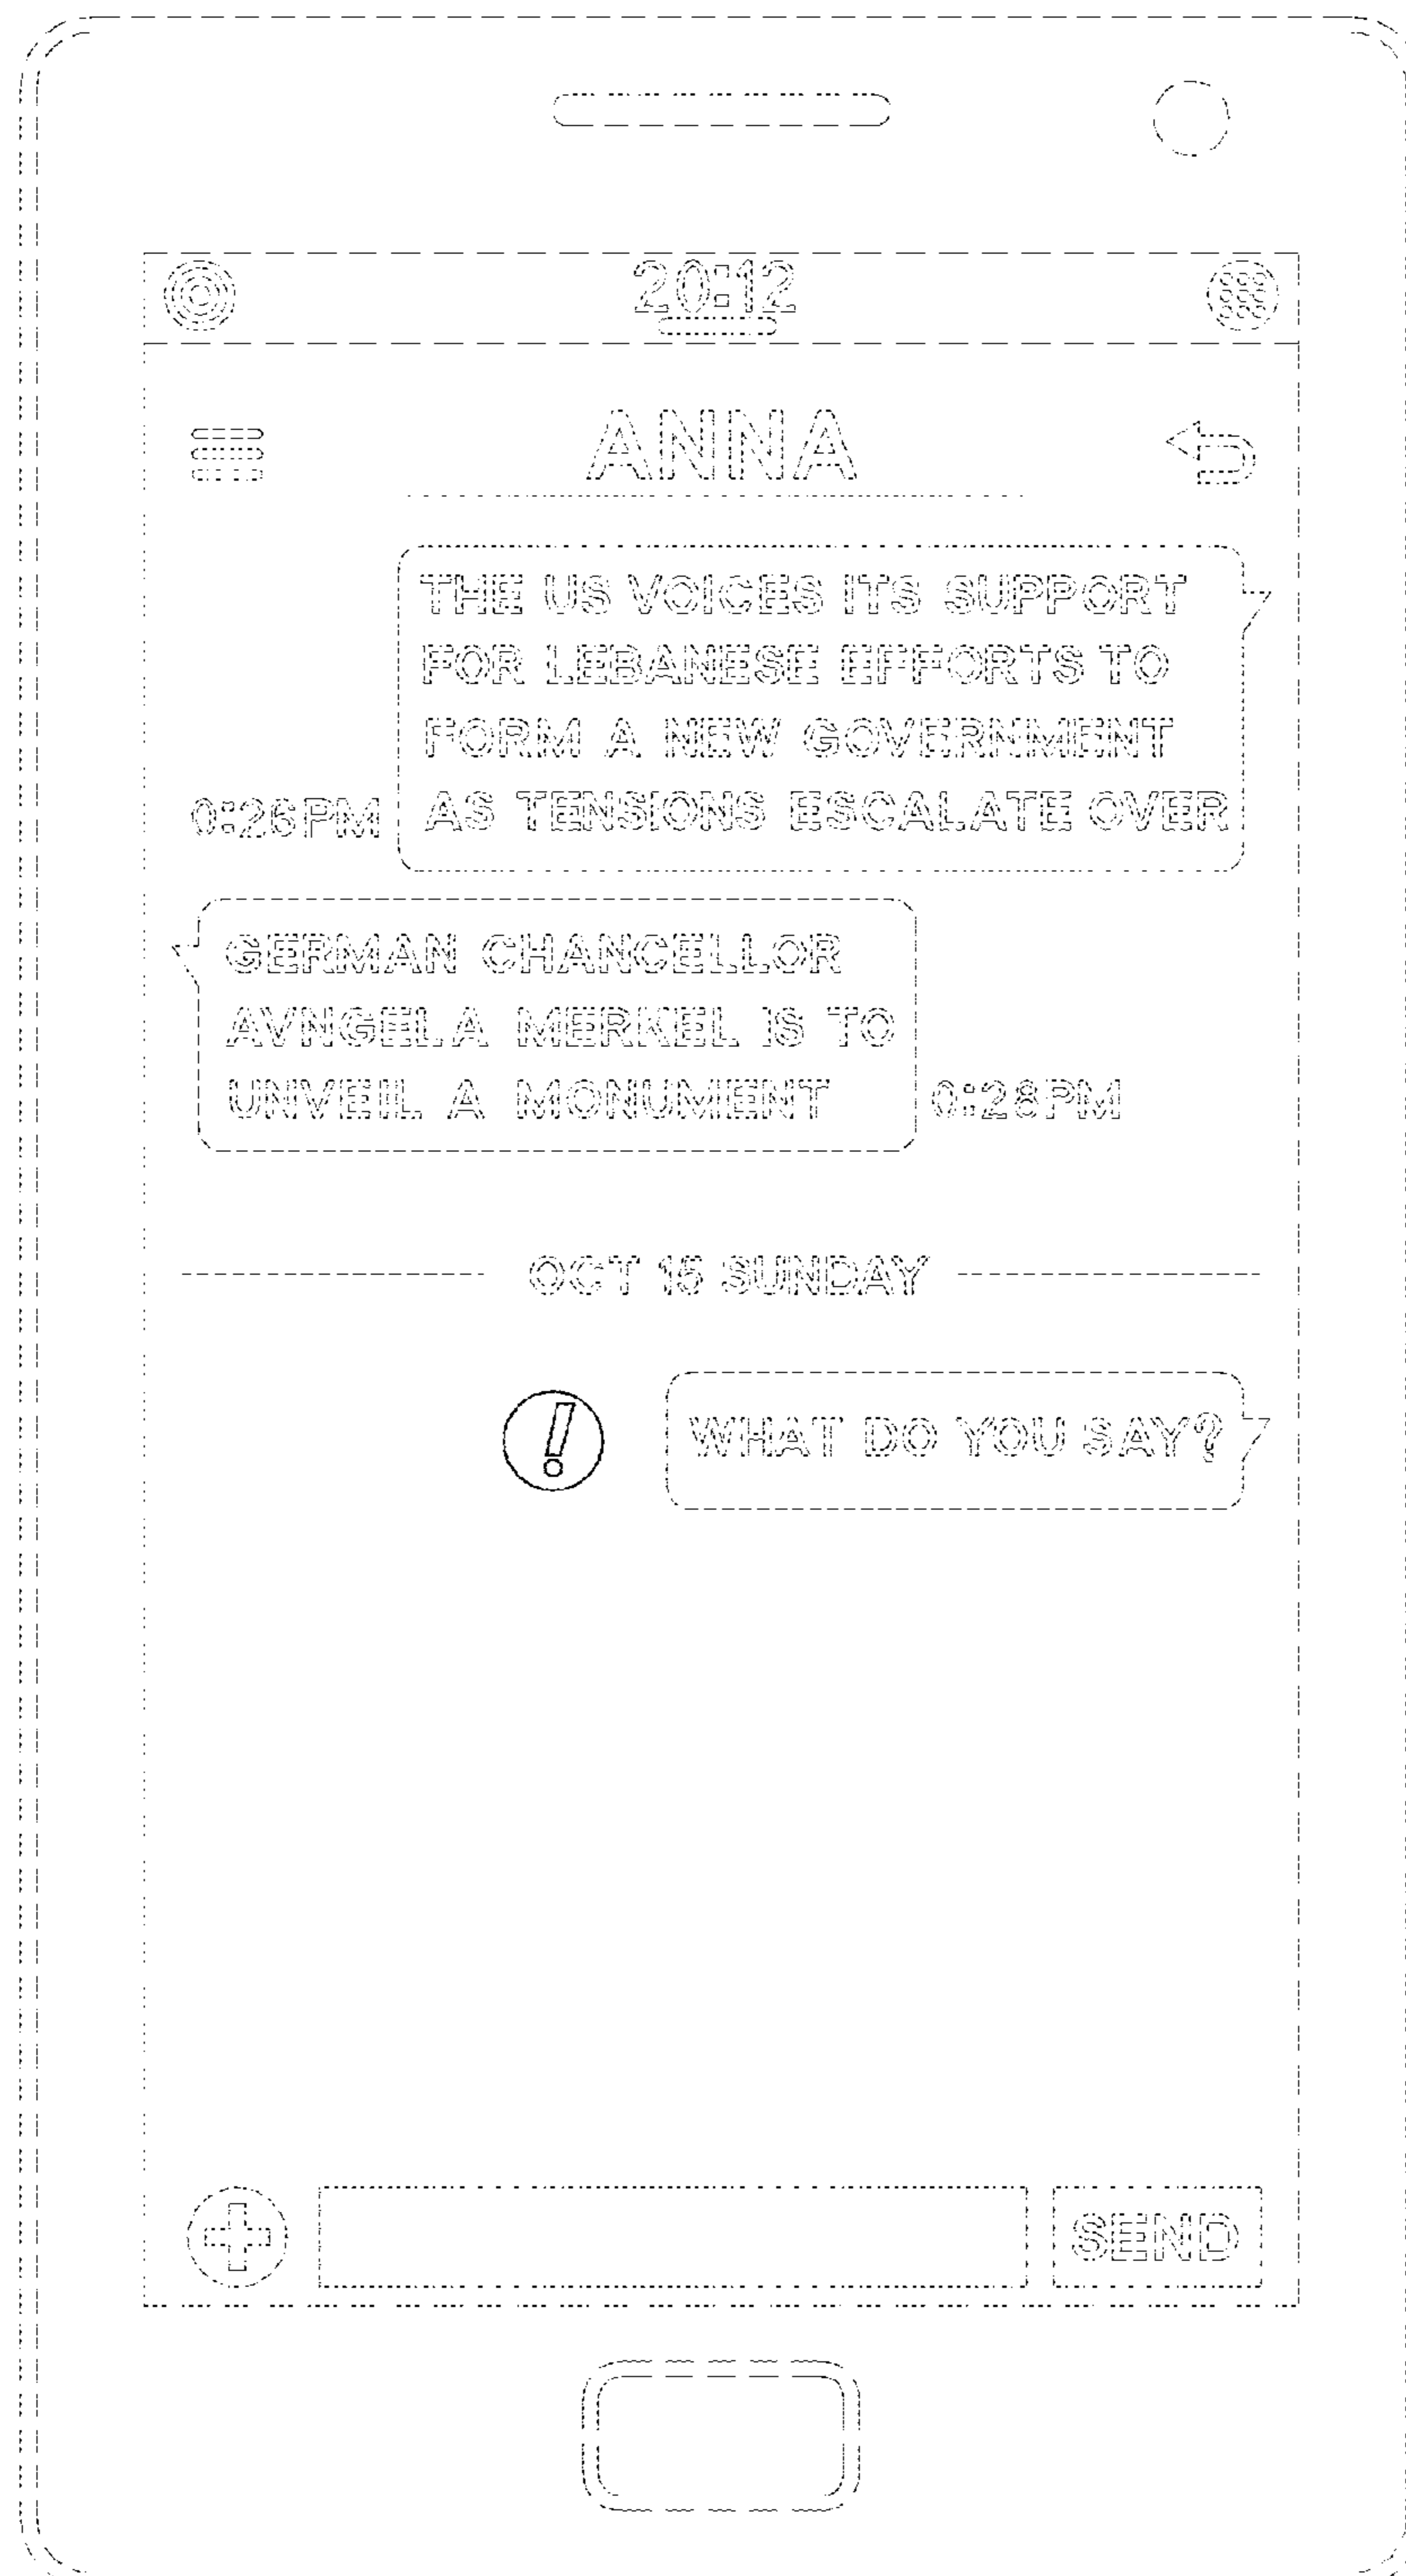 20:12
ANNA
THE US VOICES ITS SUPPORT
FOR LEBANESE EFFORTS TO
FORM A NEW GOVERNMENT
AS TENSIONS ESCALATE OVER
0:26PM
GERMAN CHANCELLOR
AVNGELA MERKEL IS TO
UNVEIL A MONUMENT
0:28PM
OCT 15 SUNDAY
!
WHAT DO YOU SAY?
SEND